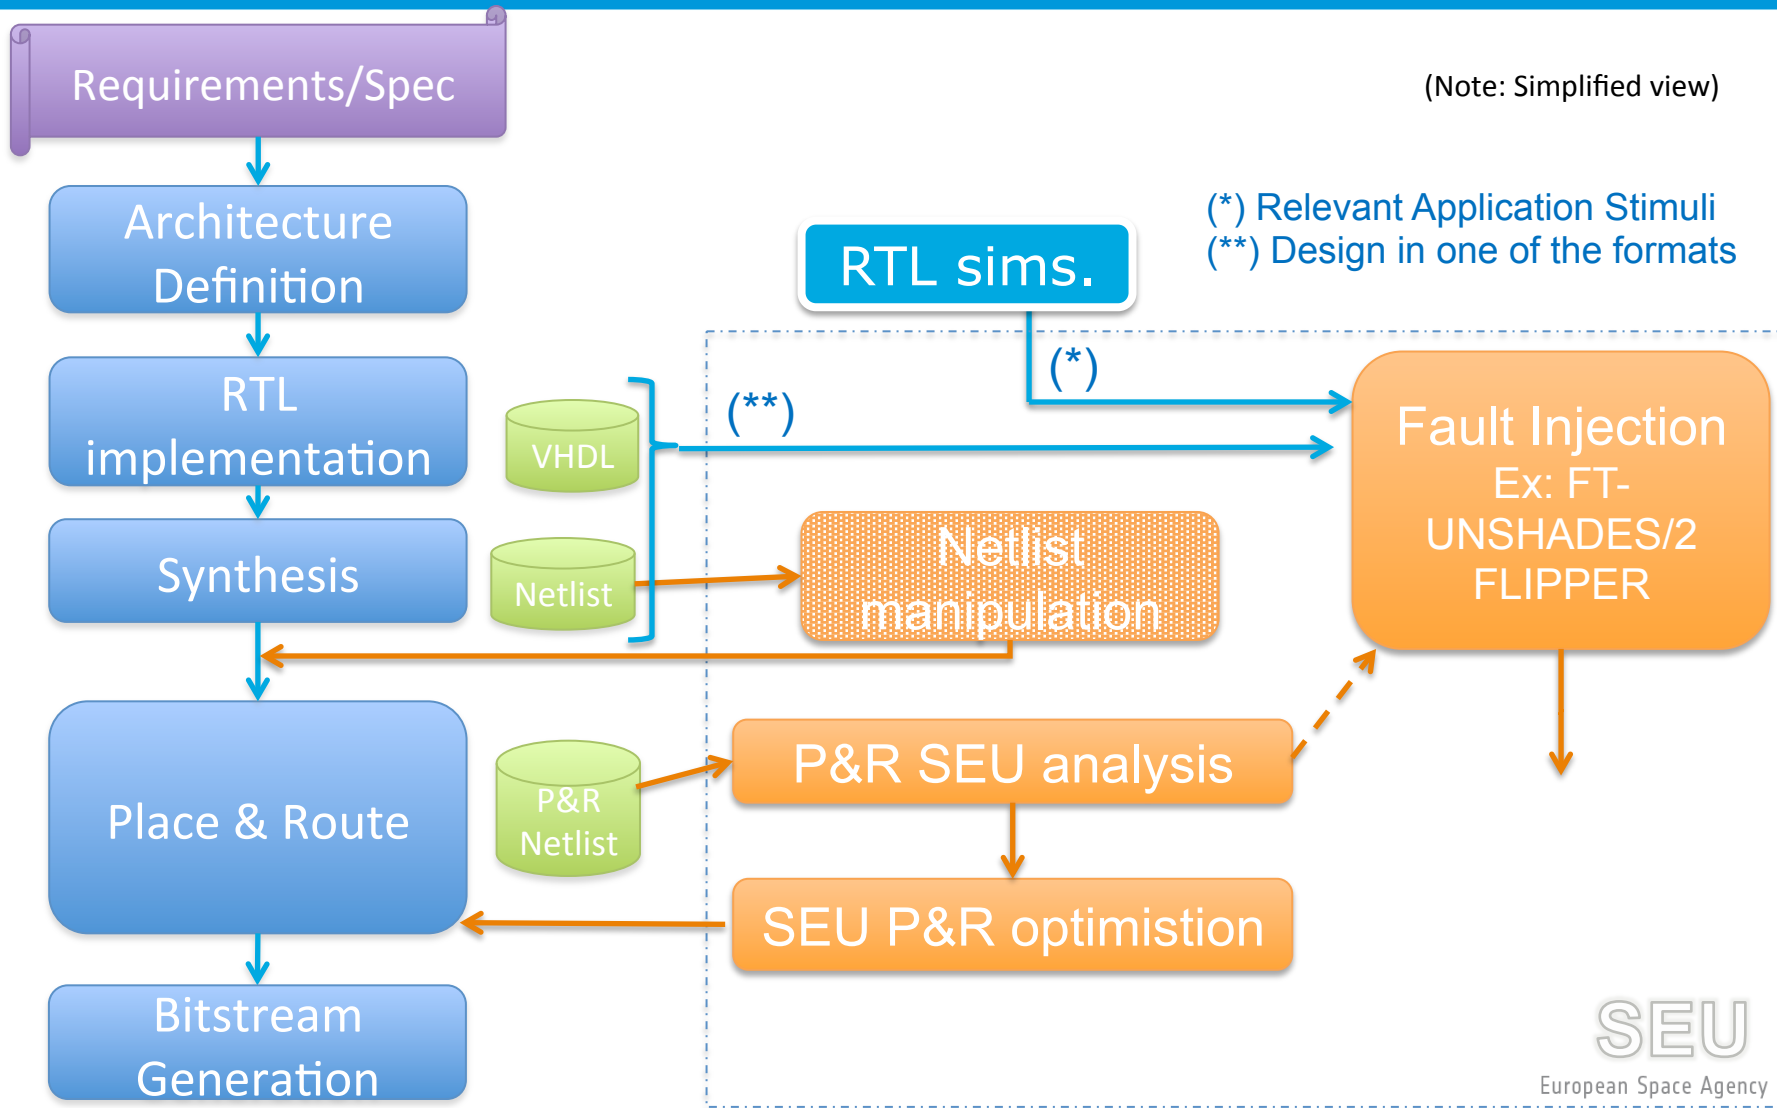 Requirements/Spec
(Note: Simplified view)
Architecture
Definition
(*) Relevant Application Stimuli
(**) Design in one of the formats
RTL sims.
(*)
(**)
RTL
implementation
VHDL
Fault Injection
Ex: FT-
UNSHADES/2
FLIPPER
Synthesis
Netlist
Netlist
manipulation
Place & Route
P&R
Netlist
P&R SEU analysis
SEU P&R optimistion
Bitstream
Generation
SEU
European Space Agency